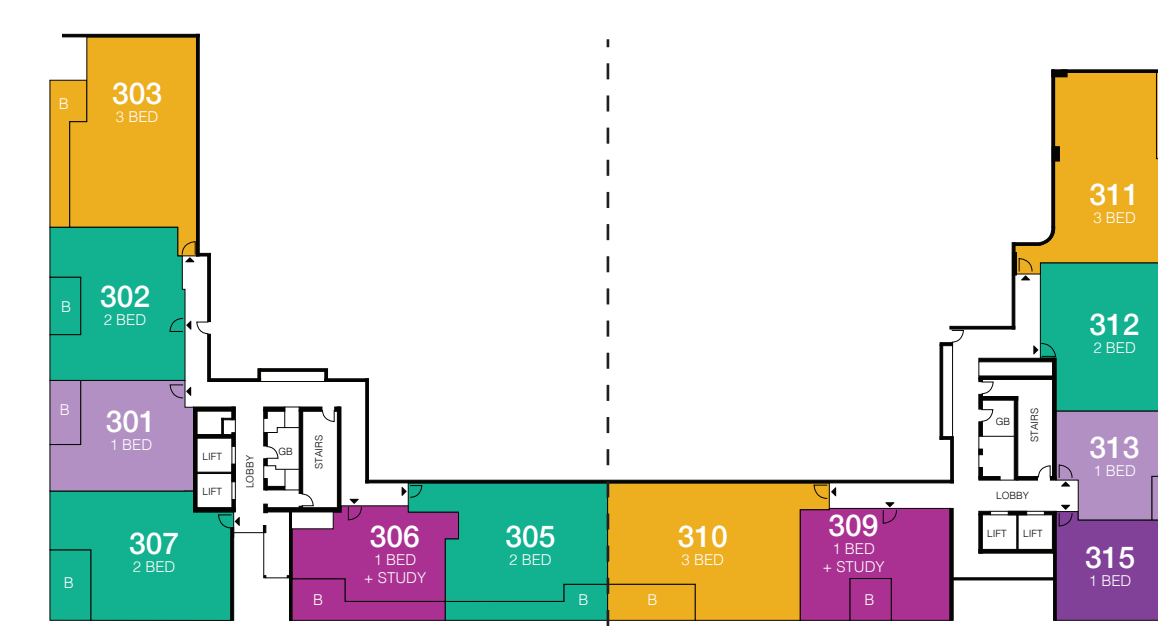 303
3 BED
B
302
2 BED
B
301
1 BED
B
307
2 BED
B
LIFT
LIFT
LOBBY
GB
STAIRS
306
1 BED
+ STUDY
B
305
2 BED
B
310
3 BED
B
309
1 BED
+ STUDY
B
311
3 BED
312
2 BED
GB
STAIRS
313
1 BED
LOBBY
LIFT
LIFT
315
1 BED